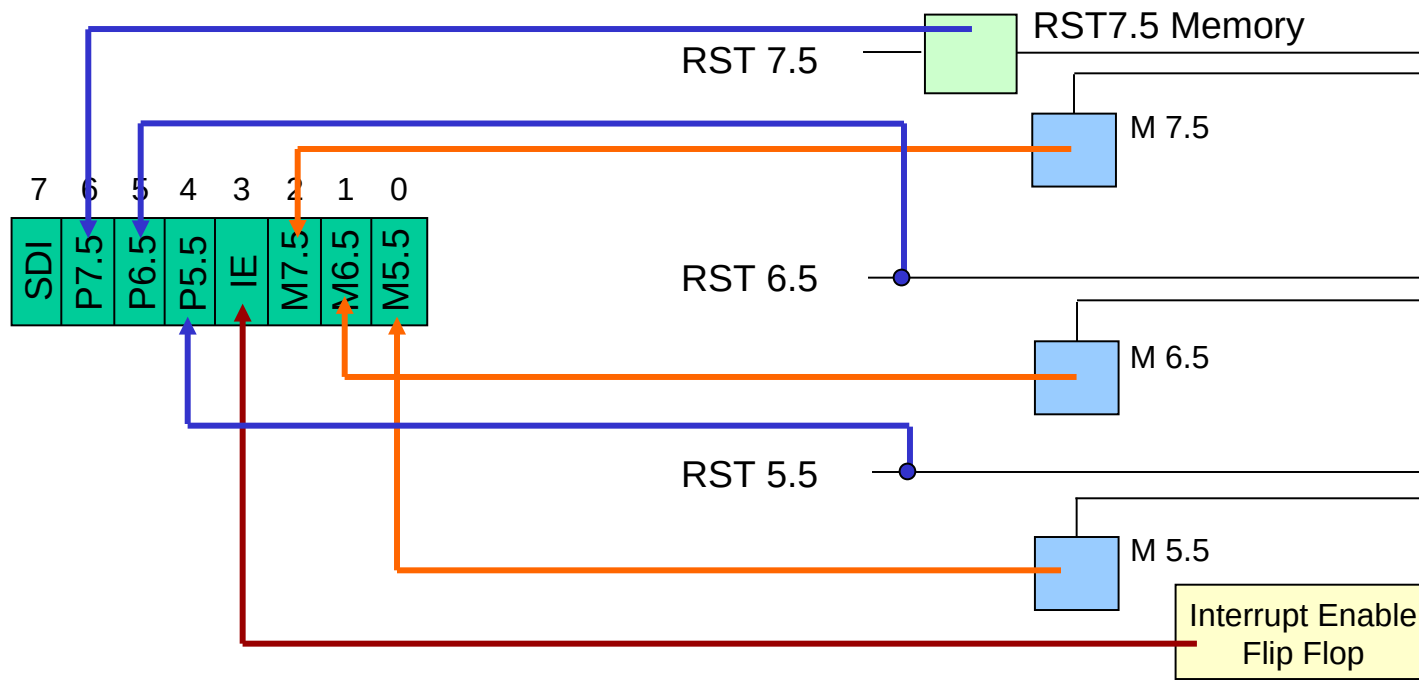 RST7.5 Memory
RST 7.5
M 7.5
7 6 5 4 3 2 1 0
SDI P7.5 P6.5 P5.5 IE M7.5 M6.5 M5.5
RST 6.5
M 6.5
RST 5.5
M 5.5
Interrupt Enable
Flip Flop